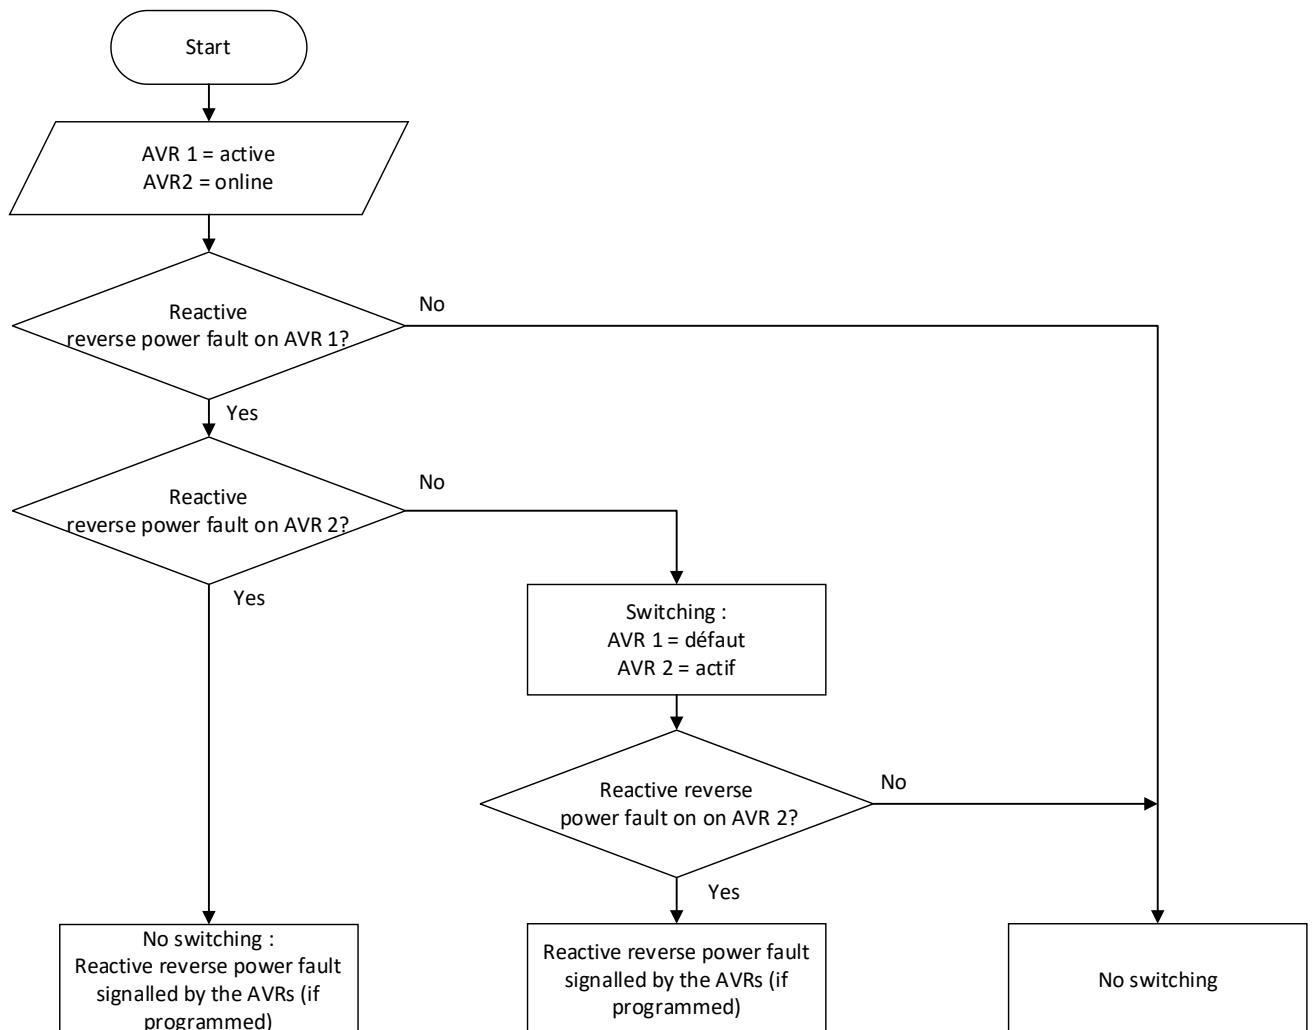 Start
AVR 1 = active
AVR2 = online
Reactive
reverse power fault on AVR 1?
No
Yes
Reactive
reverse power fault on AVR 2?
No
Yes
Switching :
AVR 1 = défaut
AVR 2 = actif
Reactive reverse
power fault on on AVR 2?
No
Yes
No switching :
Reactive reverse power fault
signalled by the AVRs (if
programmed)
Reactive reverse power fault
signalled by the AVRs (if
programmed)
No switching